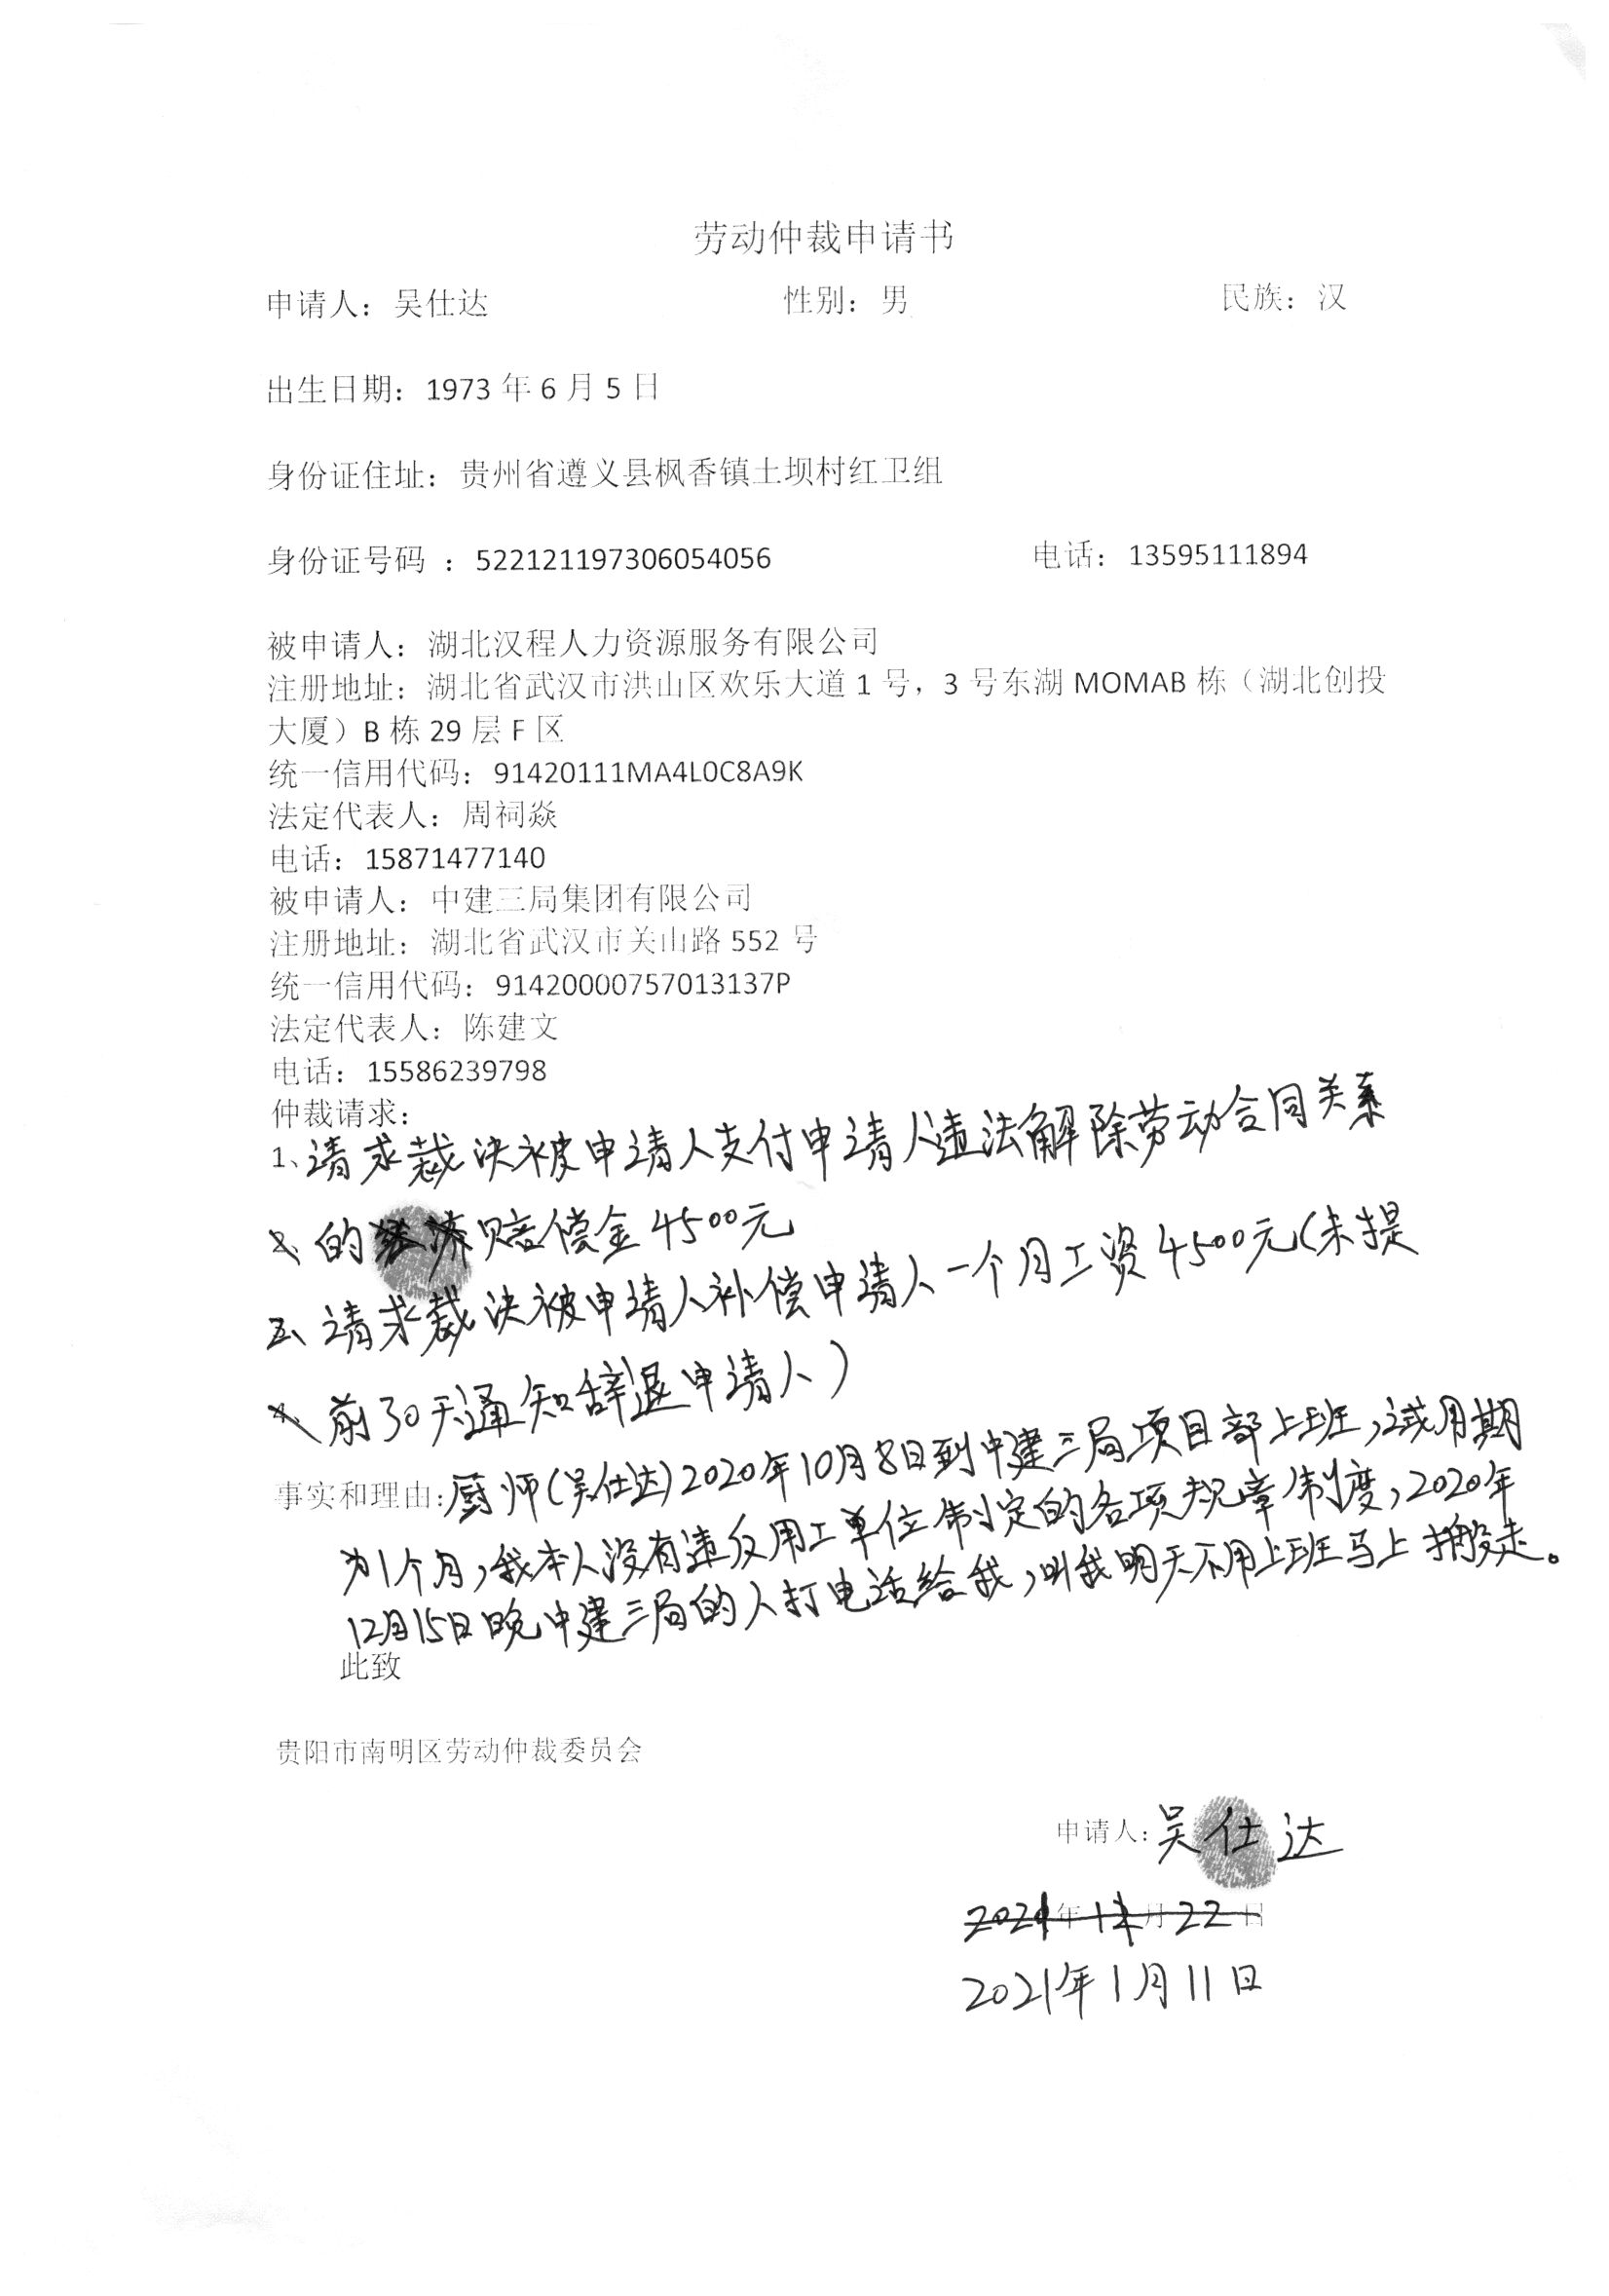 劳动仲裁申请书
申请人：吴仕达 性别：男 民族：汉
出生日期：1973 年 6 月 5 日
身份证住址：贵州省遵义县枫香镇土坝村红卫组
身份证号码 ：522121197306054056 电话：13595111894
被申请人：湖北汉程人力资源服务有限公司
注册地址：湖北省武汉市洪山区欢乐大道 1 号，3 号东湖 MOMAB 栋（湖北创投
大厦）B 栋 29 层 F 区
统一信用代码：91420111MA4L0C8A9K
法定代表人：周祠焱
电话：15871477140
被申请人：中建三局集团有限公司
注册地址：湖北省武汉市关山路 552 号
统一信用代码：91420000757013137P
法定代表人：陈建文
电话：15586239798
仲裁请求：
1、请求裁决被申请人支付申请人违法解除劳动合同关系
的赔偿金4500元
请求裁决被申请人补偿申请人一个月工资4500元(未提
前30天通知辞退申请人)
事实和理由：厨师(吴仕达)2020年10月8日到中建三局项目部上班，试用期
为1个月，我本人没有违反用工单位制定的各项规章制度，2020年
12月15日晚中建三局的人打电话给我，叫我明天不用上班马上搬走。
此致
贵阳市南明区劳动仲裁委员会
申请人：吴仕达
2021年1月11日